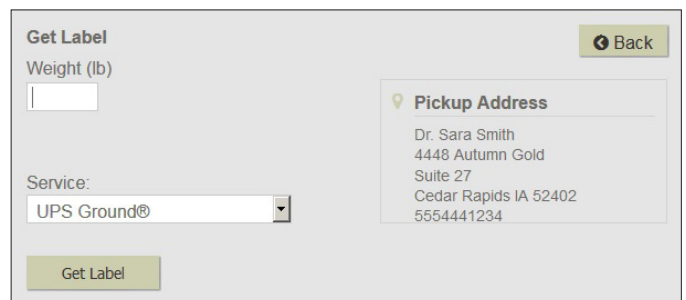 Get Label
Back
Weight (lb)
Pickup Address
Dr. Sara Smith
4448 Autumn Gold
Suite 27
Cedar Rapids IA 52402
5554441234
Service:
UPS Ground®
Get Label